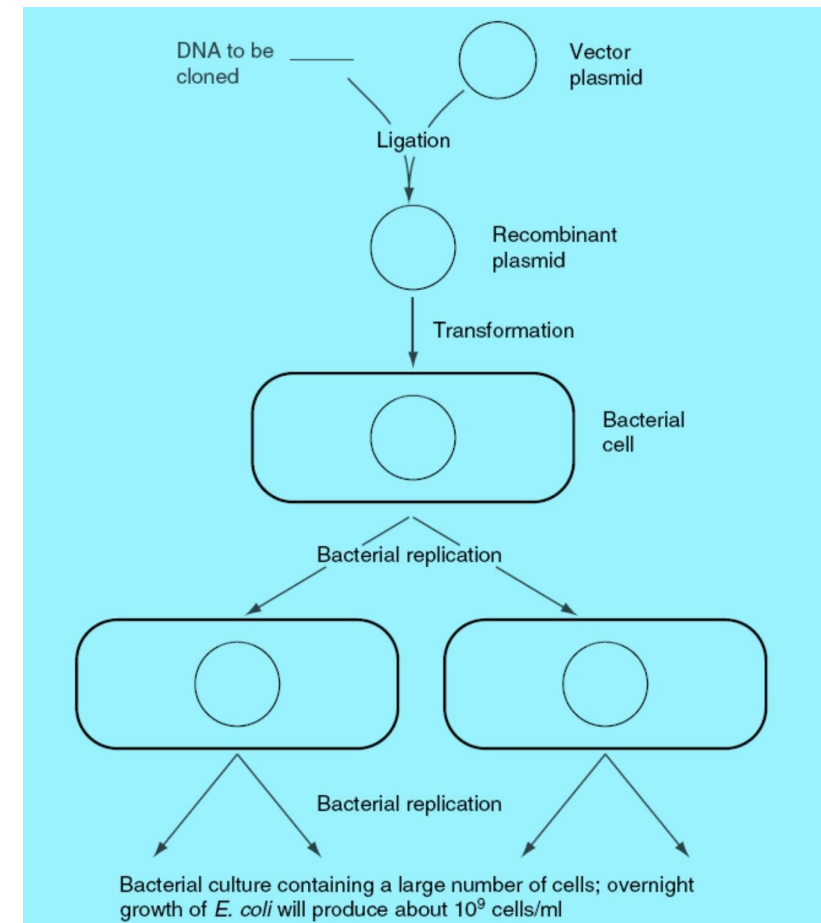 DNA to be
cloned
Vector
plasmid
Ligation
Recombinant
plasmid
Transformation
Bacterial
cell
Bacterial replication
Bacterial replication
Bacterial culture containing a large number of cells; overnight
growth of E. coli will produce about 10⁹ cells/ml